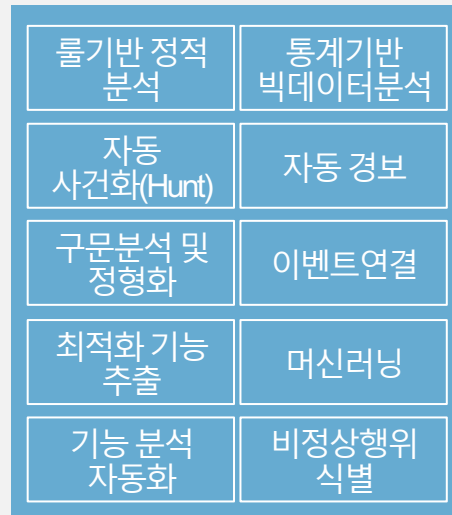 룰기반 정적
분석
통계기반
빅데이터분석
자동
사건화(Hunt)
자동 경보
구문분석 및
정형화
이벤트연결
최적화 기능
추출
머신러닝
기능 분석
자동화
비정상행위
식별